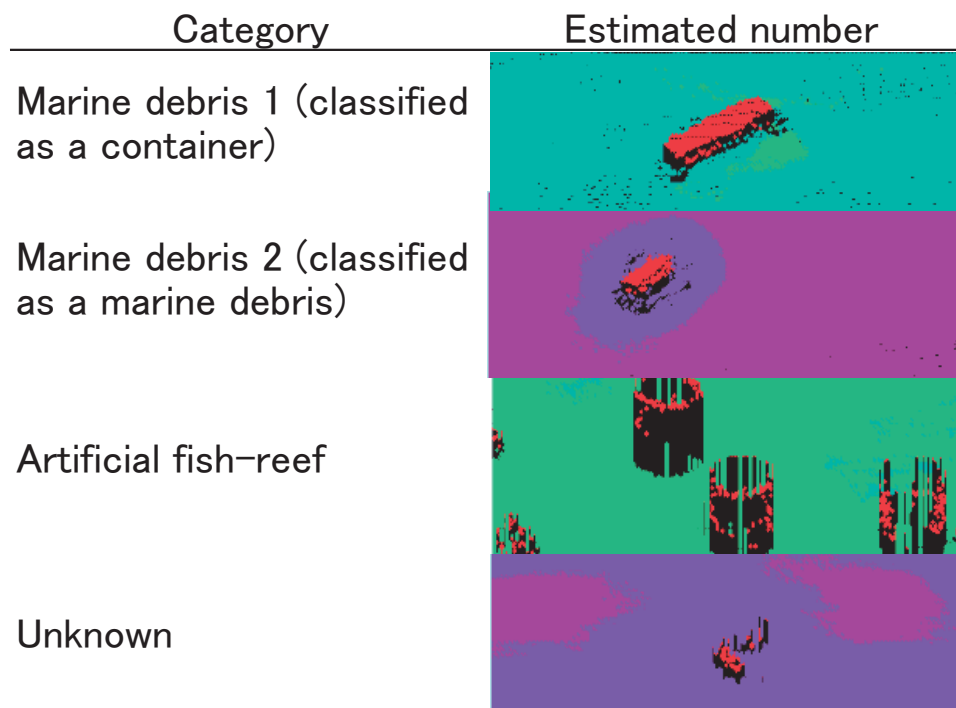 Category Estimated number
Marine debris 1 (classified
as a container)
Marine debris 2 (classified
as a marine debris)
Artificial fish-reef
Unknown